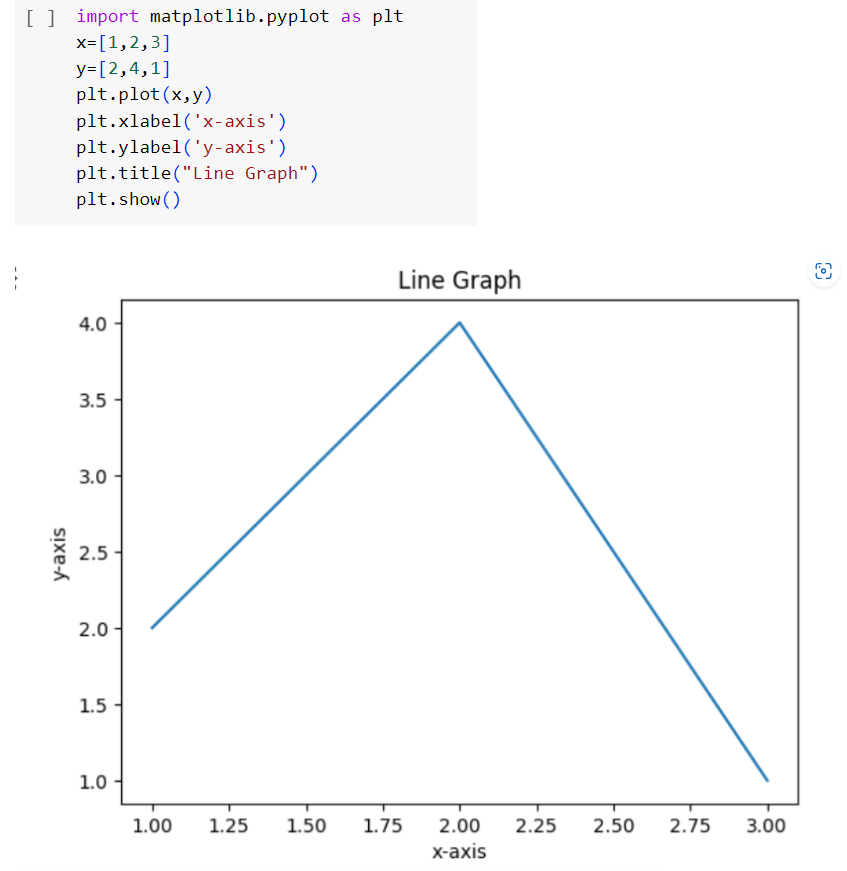 [ ] import matplotlib.pyplot as plt
x=[1,2,3]
y=[2,4,1]
plt.plot(x,y)
plt.xlabel('x-axis')
plt.ylabel('y-axis')
plt.title("Line Graph")
plt.show()
Line Graph
4.0
3.5
3.0
2.5
2.0
1.5
1.0
y-axis
1.00 1.25 1.50 1.75 2.00 2.25 2.50 2.75 3.00
x-axis